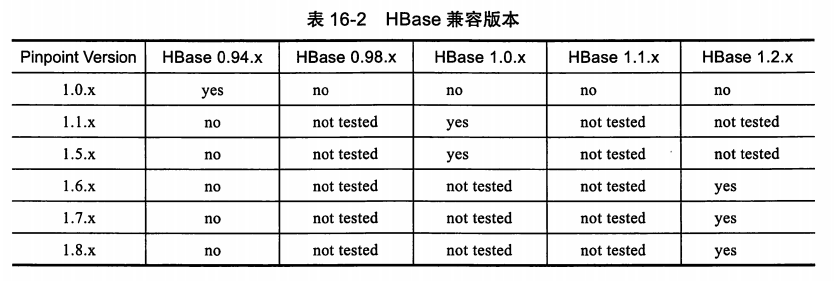 表 16-2 HBase 兼容版本
Pinpoint Version HBase 0.94.x HBase 0.98.x HBase 1.0.x HBase 1.1.x HBase 1.2.x
1.0.x yes no no no no
1.1.x no not tested yes not tested not tested
1.5.x no not tested yes not tested not tested
1.6.x no not tested not tested not tested yes
1.7.x no not tested not tested not tested yes
1.8.x no not tested not tested not tested yes